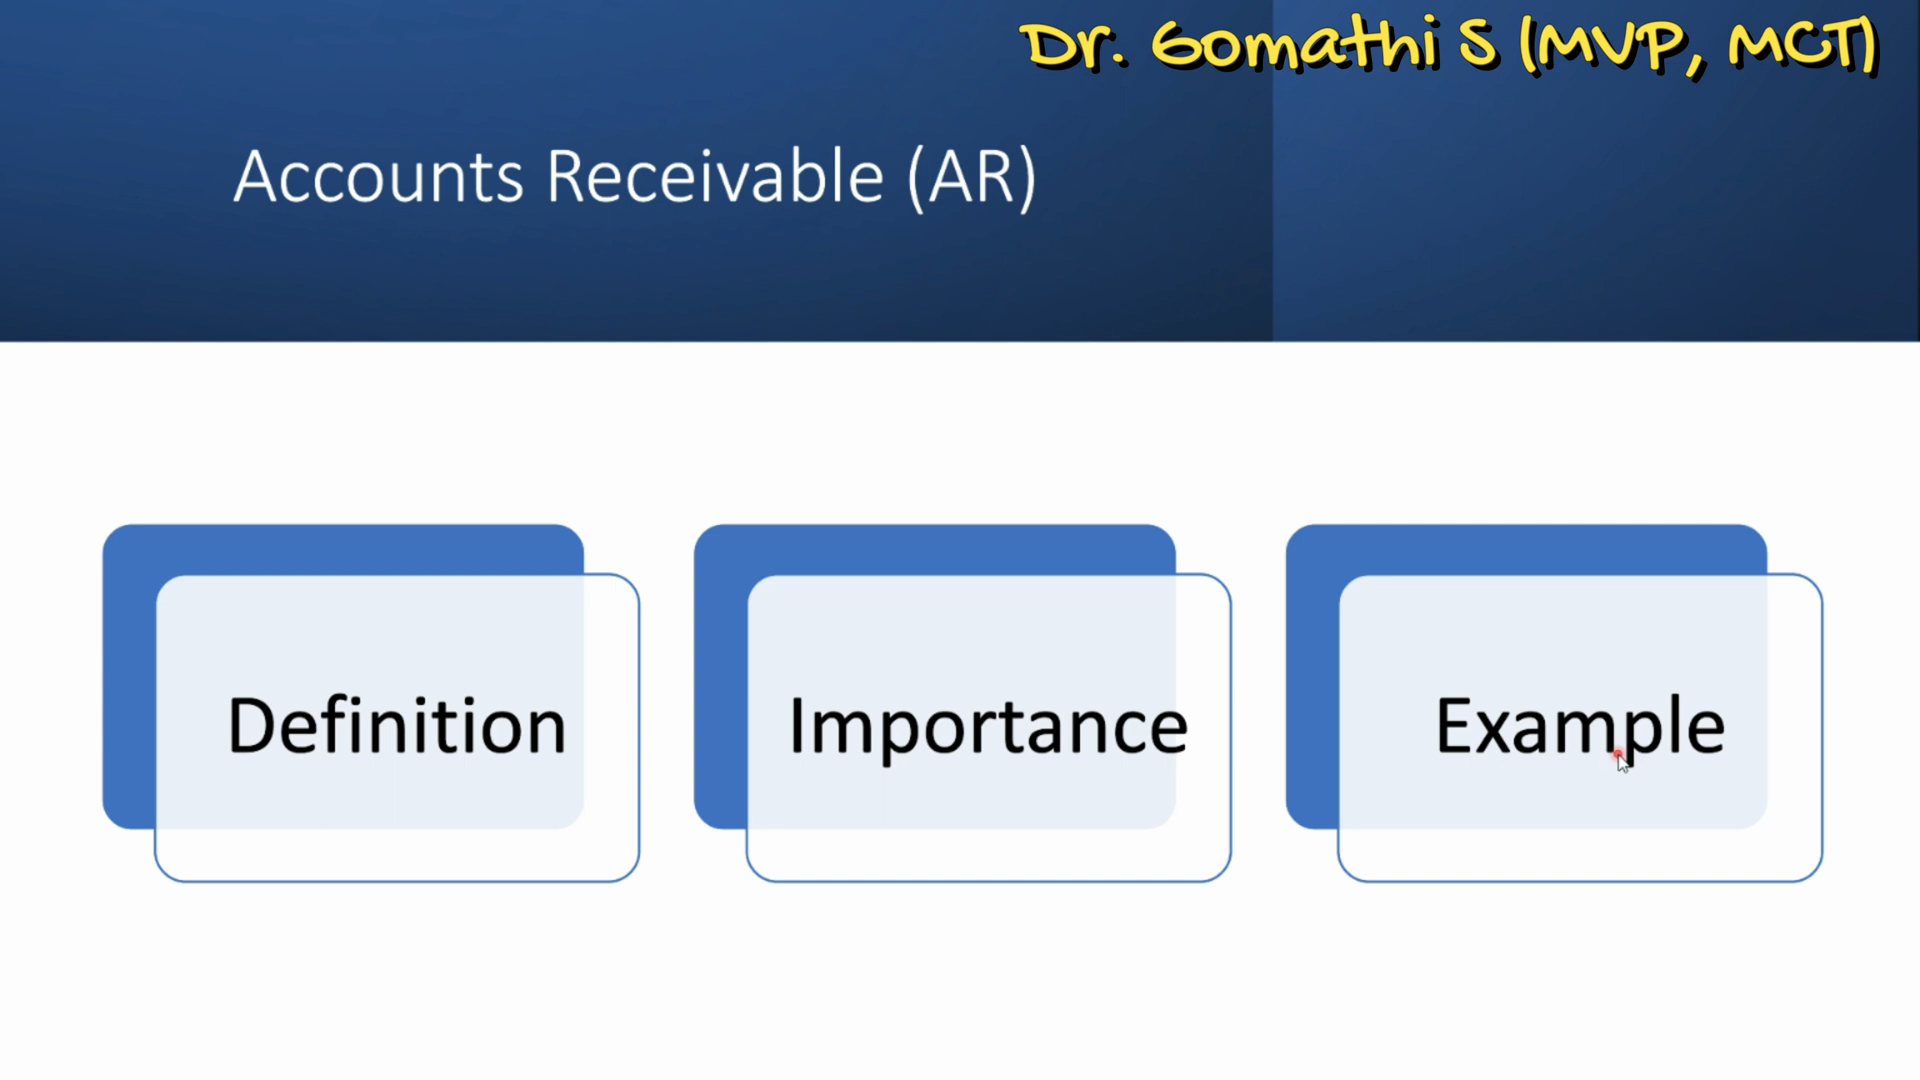 Dr. Gomathi S (MVP, MCT)
Accounts Receivable (AR)
Definition
Importance
Example